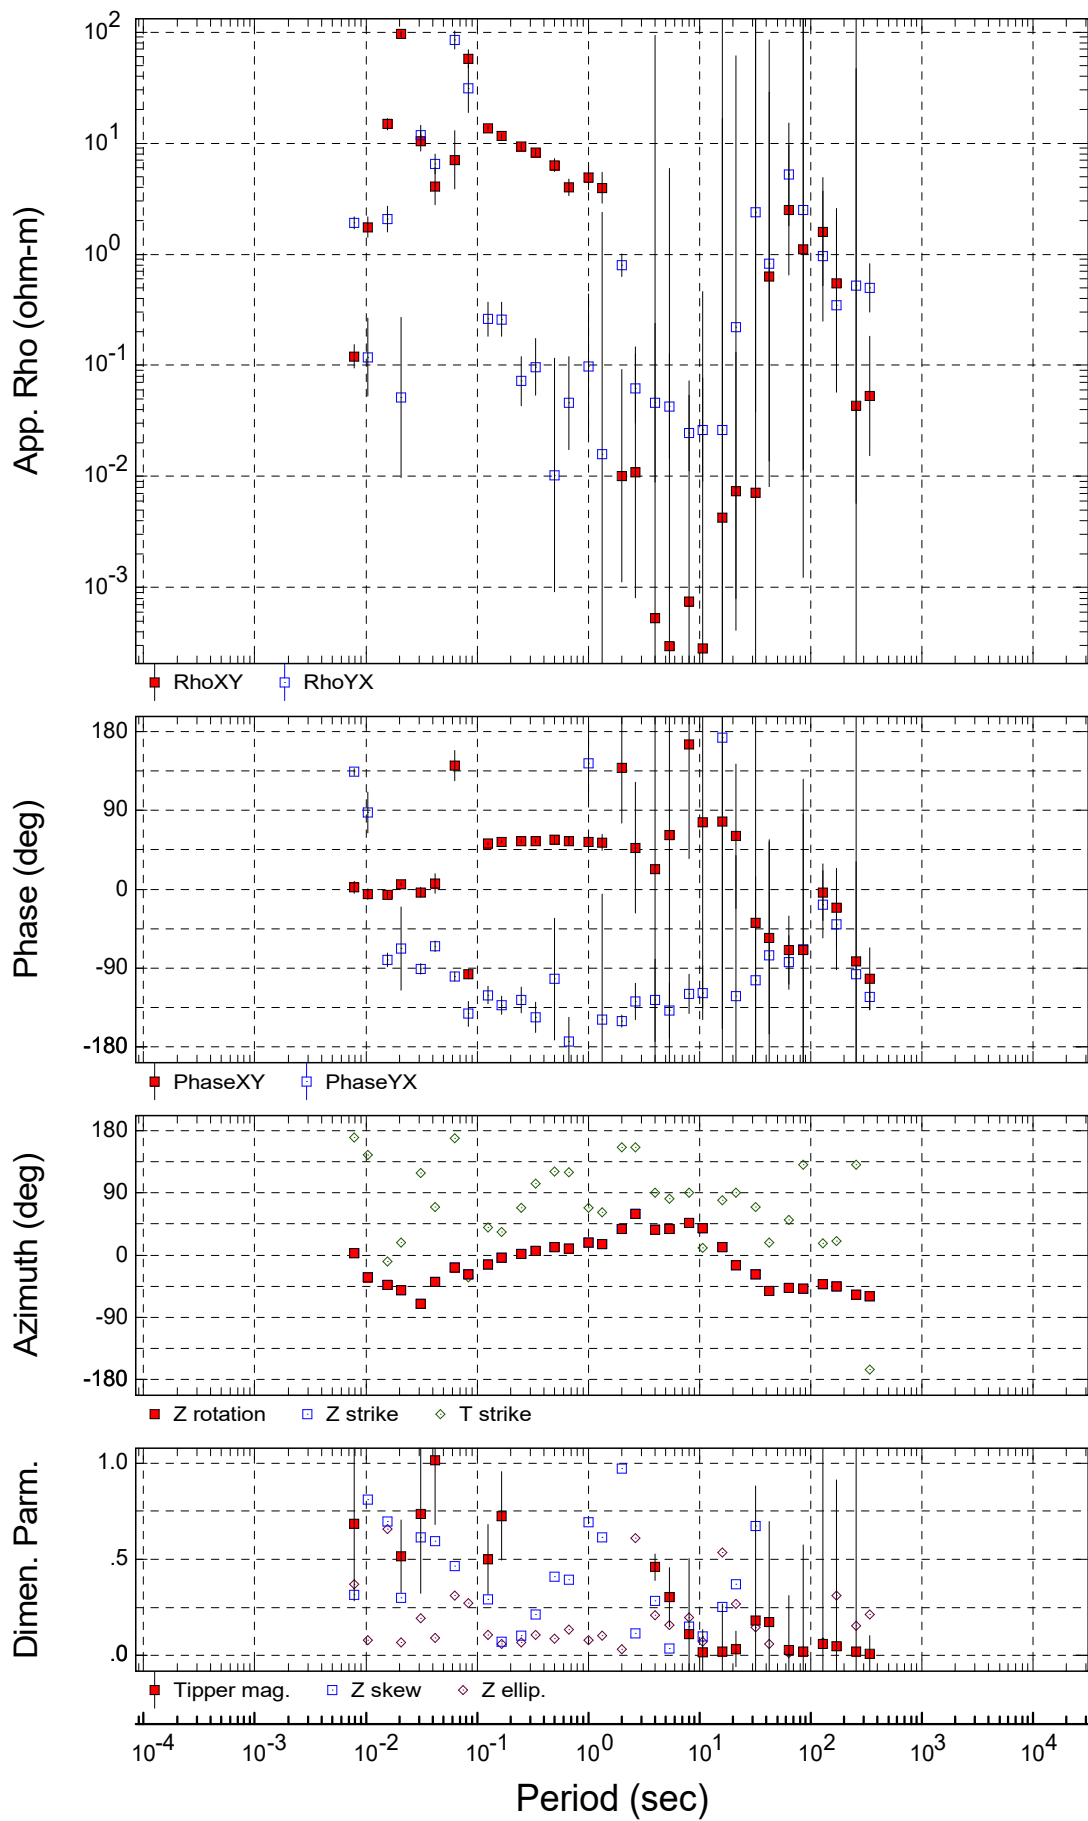 App. Rho (ohm-m)
10^2
10^1
10^0
10^-1
10^-2
10^-3
RhoXY RhoYX
Phase (deg)
180
90
0
-90
-180
PhaseXY PhaseYX
Azimuth (deg)
180
90
0
-90
-180
Z rotation Z strike T strike
Dimen. Parm.
1.0
.5
.0
Tipper mag. Z skew Z ellip.
10^-4 10^-3 10^-2 10^-1 10^0 10^1 10^2 10^3 10^4
Period (sec)